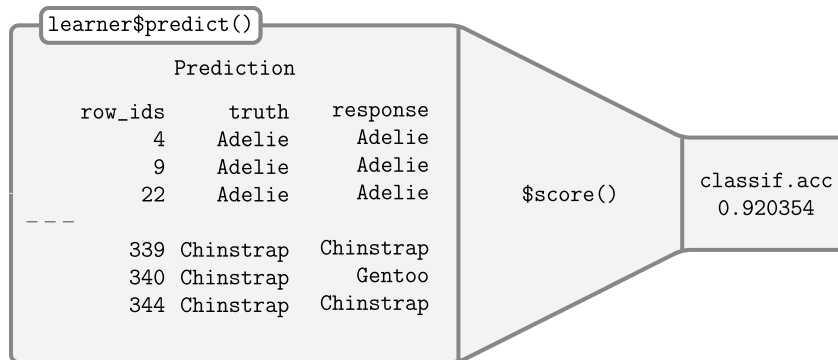 learner$predict()
Prediction
row_ids truth response
4 Adelie Adelie
9 Adelie Adelie
22 Adelie Adelie
---
339 Chinstrap Chinstrap
340 Chinstrap Gentoo
344 Chinstrap Chinstrap
$score()
classif.acc
0.920354